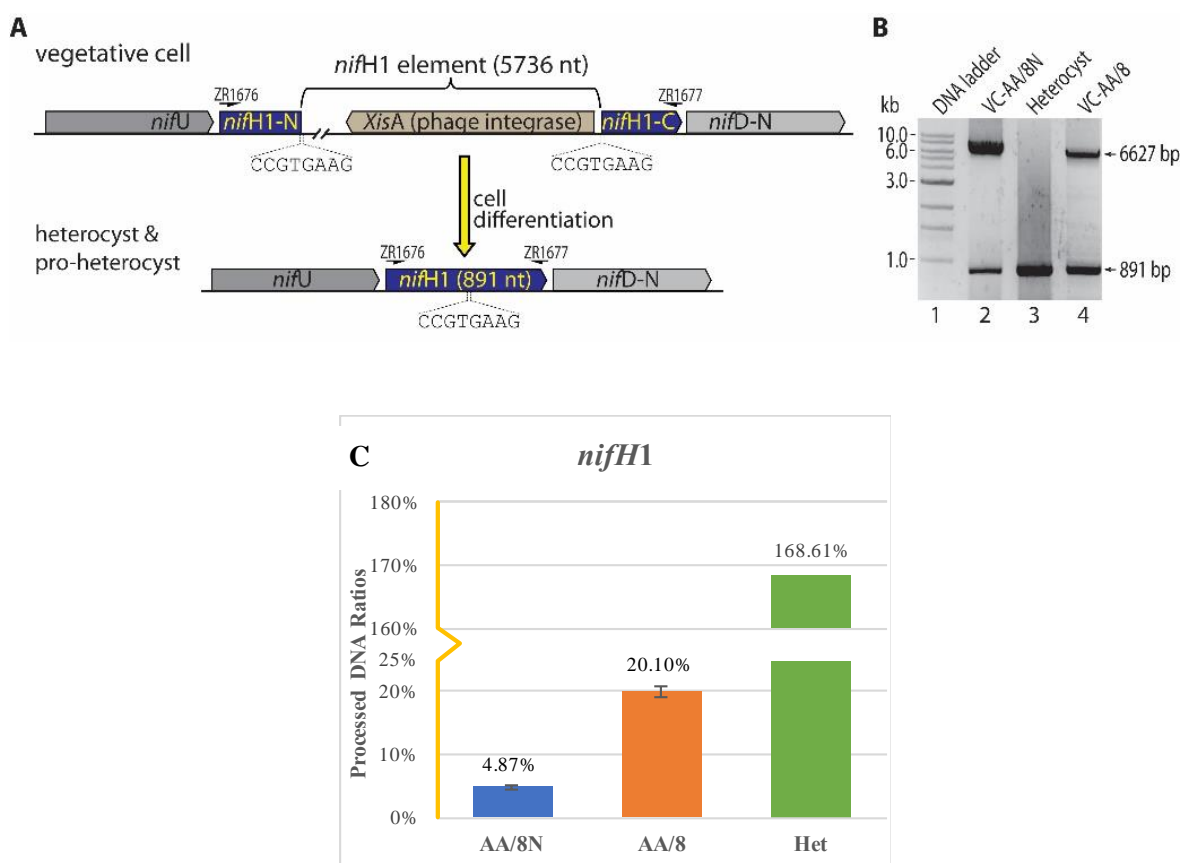 A
vegetative cell
nifH1 element (5736 nt)
ZR1676
ZR1677
nifU
nifH1-N
XisA (phage integrase)
nifH1-C
nifD-N
CCGTGAAG
CCGTGAAG
cell
differentiation
heterocyst &
pro-heterocyst
ZR1676
ZR1677
nifU
nifH1 (891 nt)
nifD-N
CCGTGAAG
B
kb
DNA ladder
VC-AA/8N
Heterocyst
VC-AA/8
10.0-
6.0-
3.0-
1.0-
6627 bp
891 bp
1 2 3 4
C
nifH1
Processed DNA Ratios
180%
170%
160%
25%
20%
10%
0%
4.87%
20.10%
168.61%
AA/8N AA/8 Het